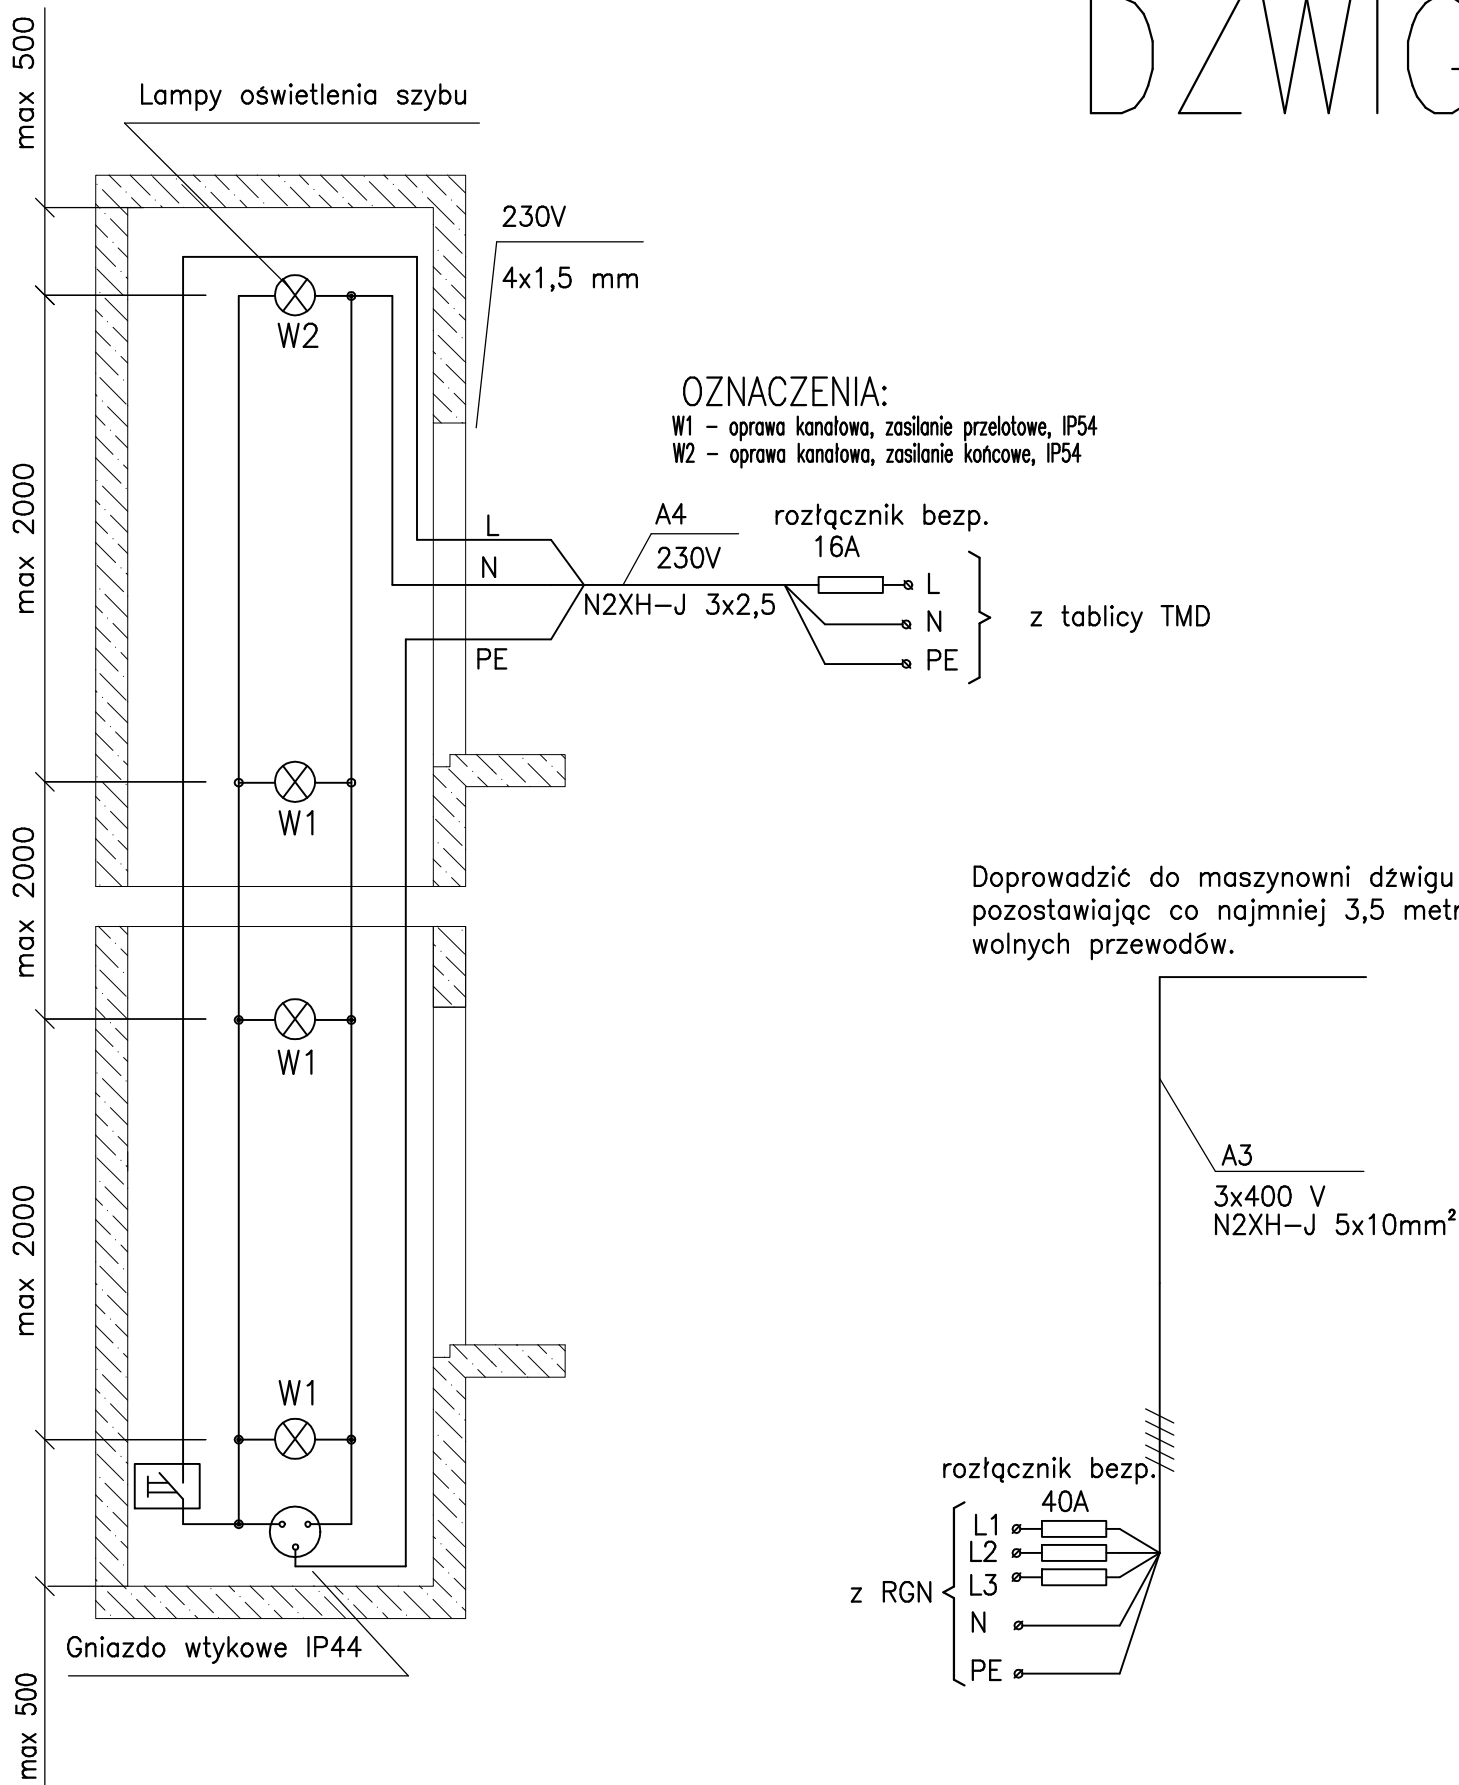 max 500
Lampy oświetlenia szybu
230V
4x1,5 mm
W2
OZNACZENIA:
W1 – oprawa kanałowa, zasilanie przelotowe, IP54
W2 – oprawa kanałowa, zasilanie końcowe, IP54
max 2000
L
N
PE
A4
230V
N2XH–J 3x2,5
rozłącznik bezp.
16A
L
N
PE
z tablicy TMD
W1
max 2000
Doprowadzić do maszynowni dźwigu
pozostawiając co najmniej 3,5
wolnych przewodów.
W1
A3
3x400 V
N2XH–J 5x10mm²
max 2000
W1
rozłącznik bezp.
40A
L1
L2
L3
N
PE
z RGN
Gniazdo wtykowe IP44
max 500